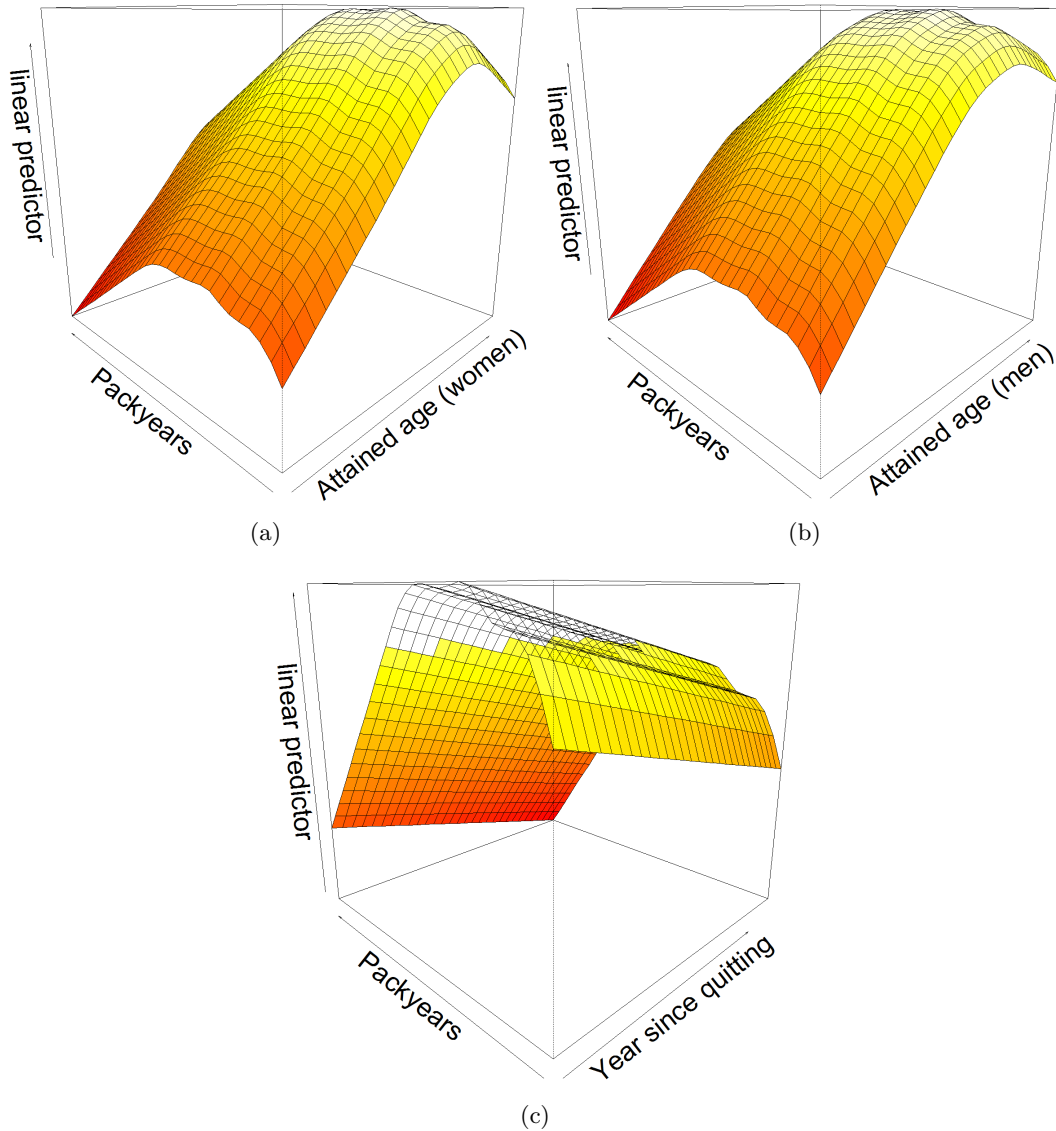 linear predictor
Packyears
Attained age (women)
(a)
linear predictor
Packyears
Attained age (men)
(b)
linear predictor
Packyears
Year since quitting
(c)